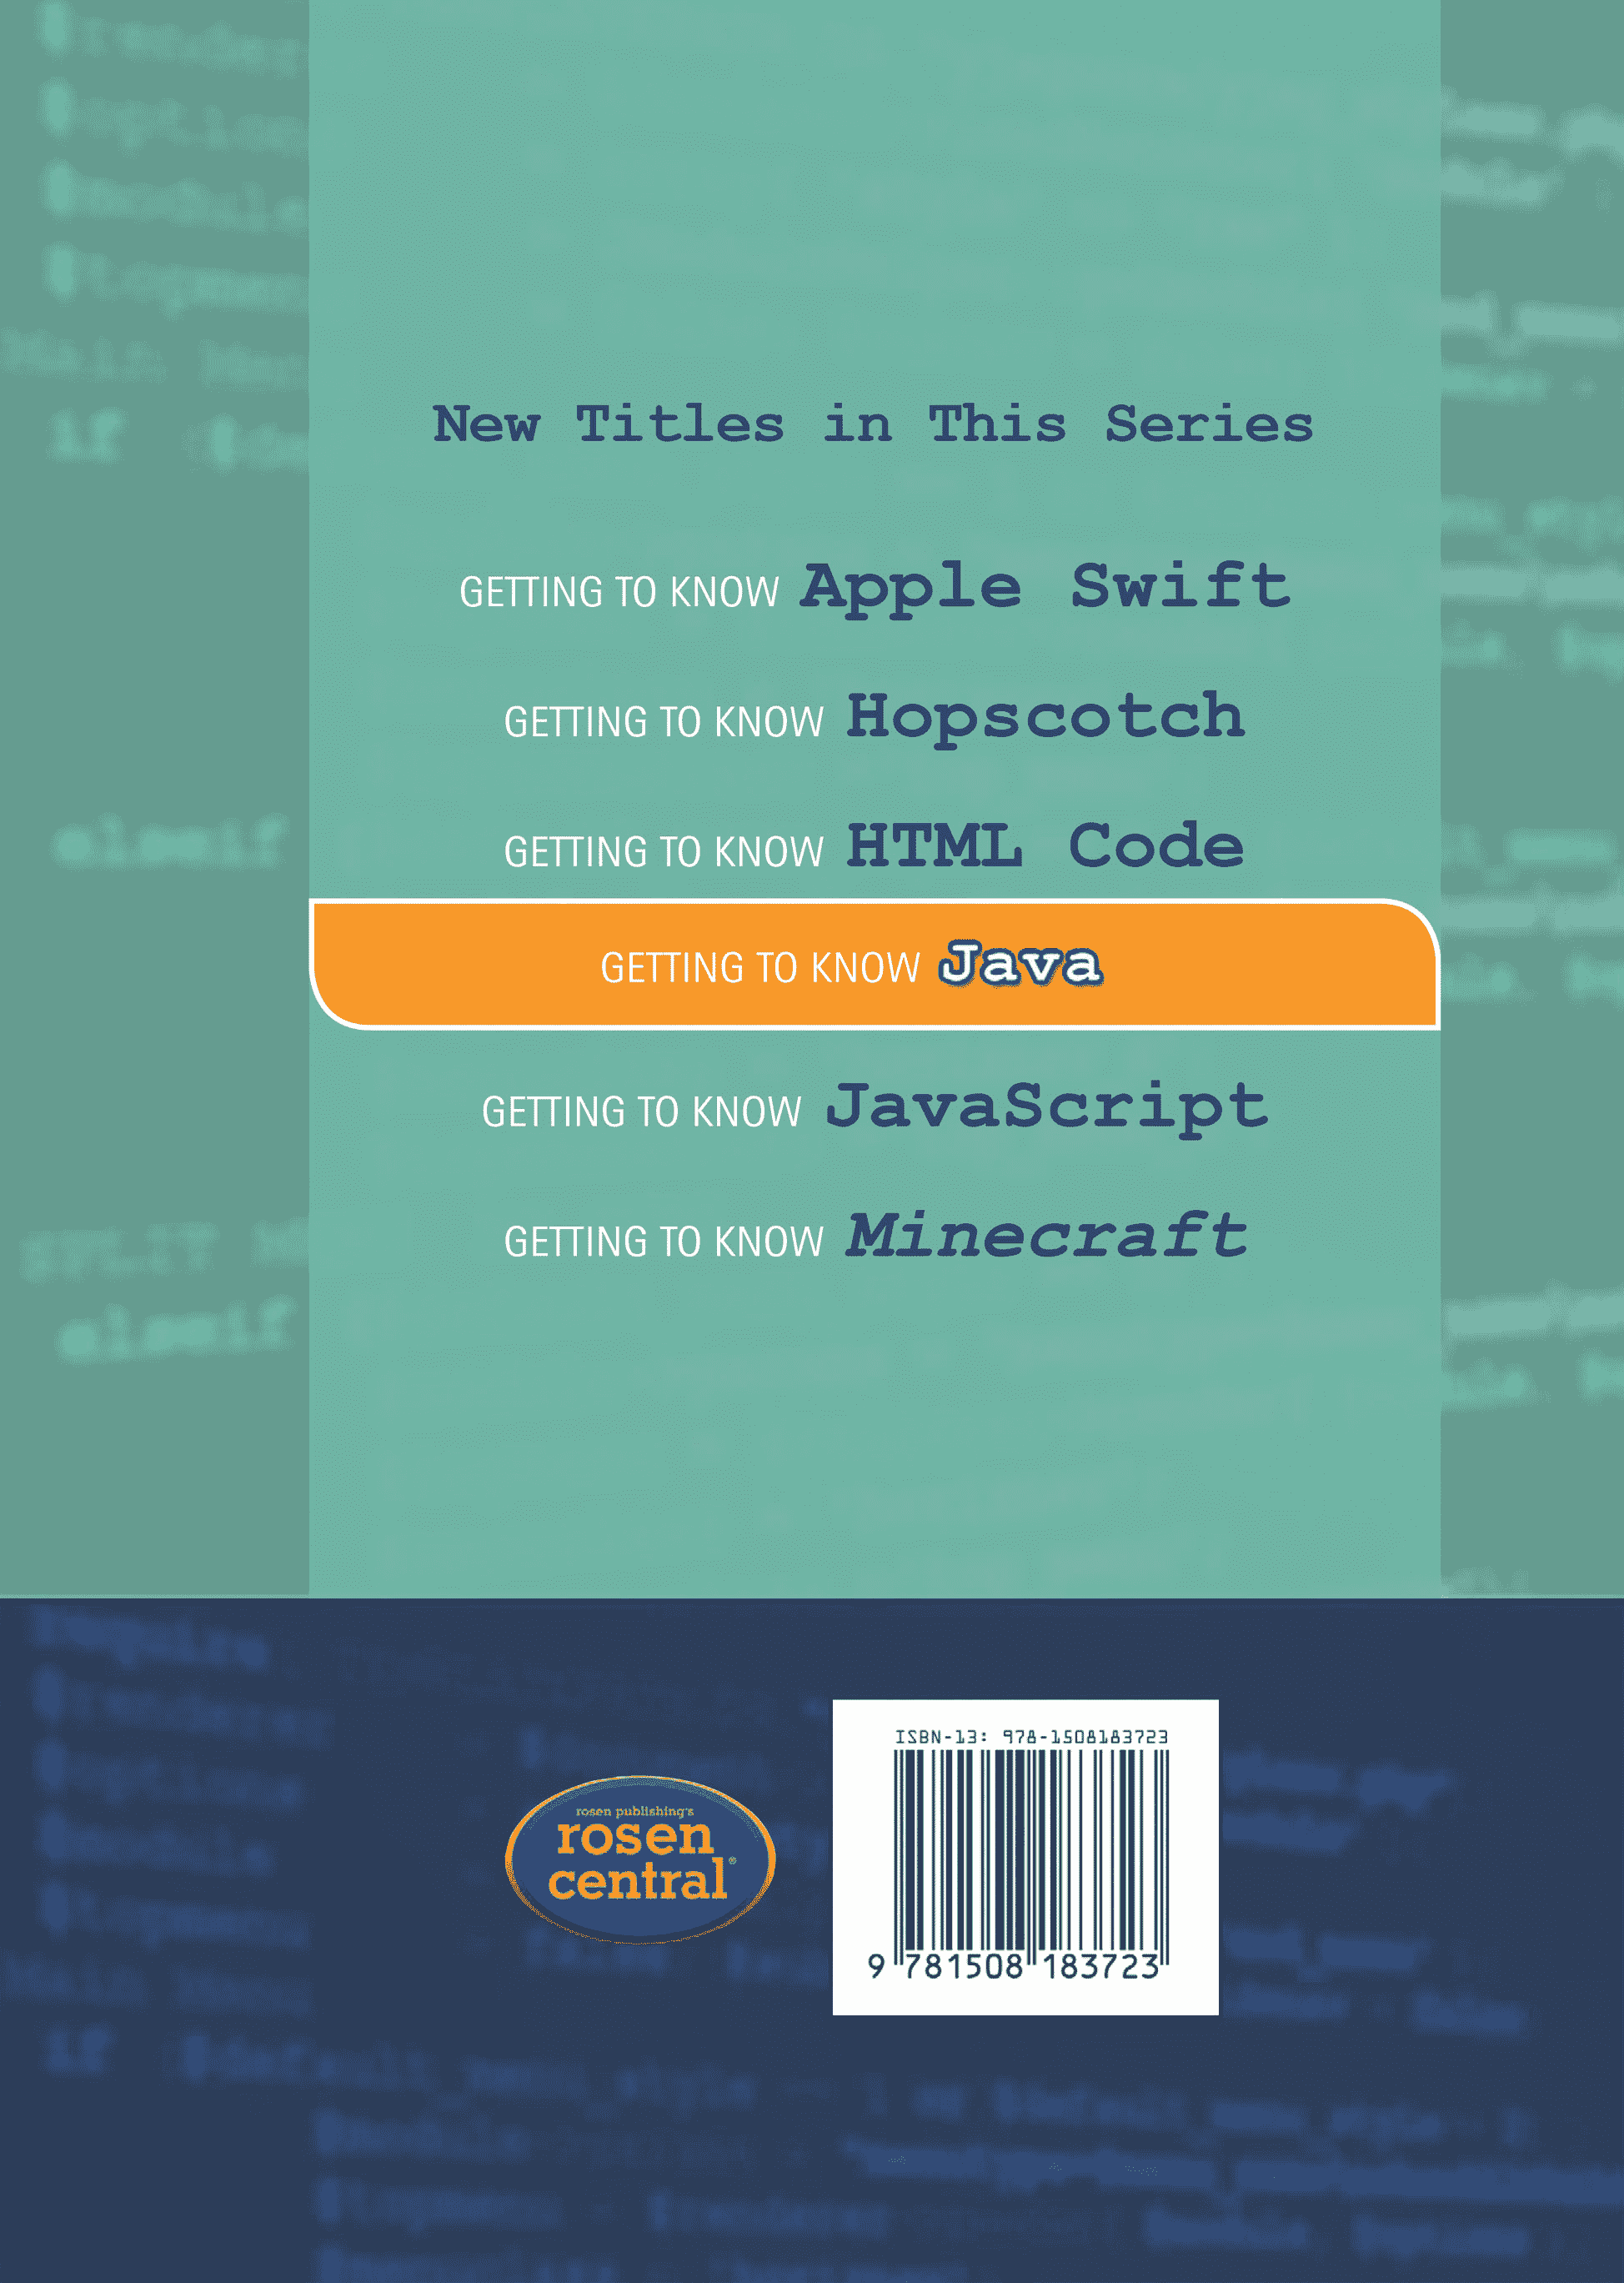 New Titles in This Series
GETTING TO KNOW Apple Swift
GETTING TO KNOW Hopscotch
GETTING TO KNOW HTML Code
GETTING TO KNOW Java
GETTING TO KNOW JavaScript
GETTING TO KNOW Minecraft
rosen publishing's
rosen
central®
ISBN-13: 978-1508183723
9 781508 183723